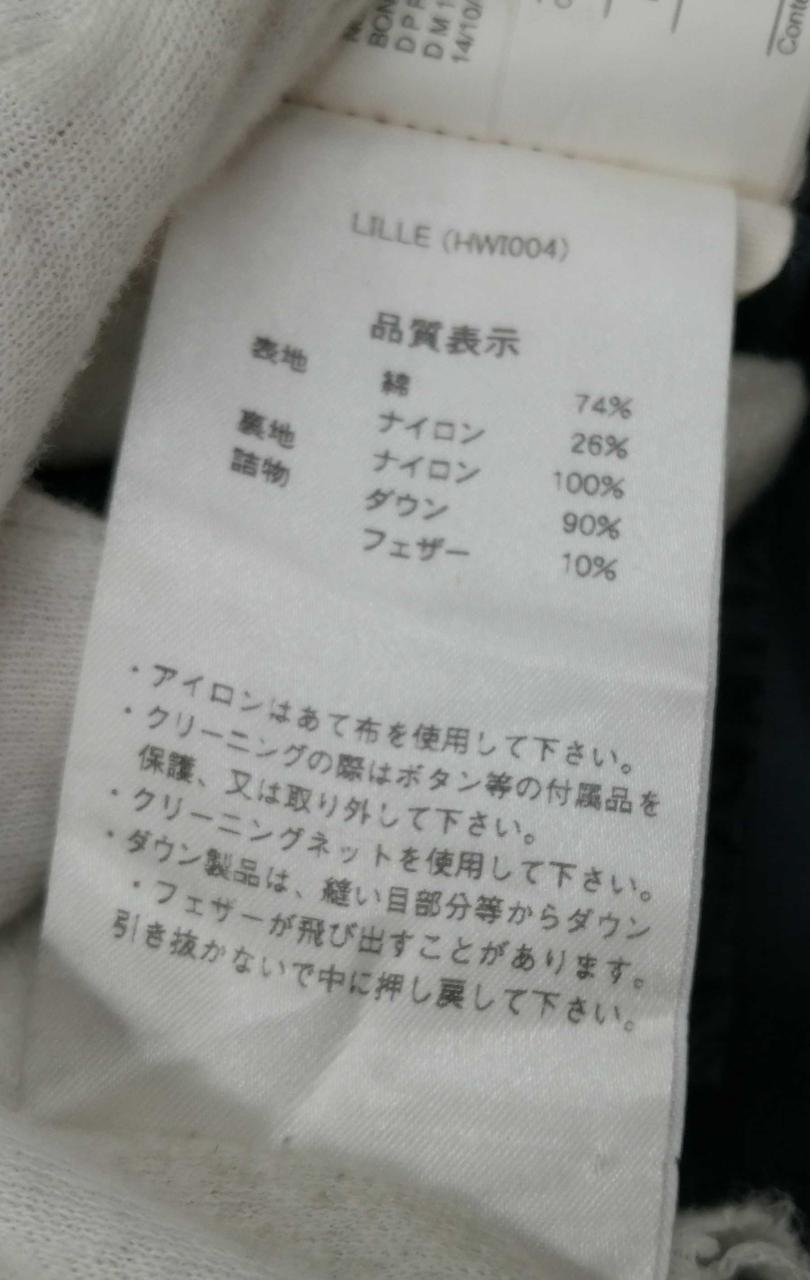 BON
D P
D M 1
14/10/
Conte
LILLE (HWI004)
品質表示
表地 綿 74%
ナイロン 26%
裏地 ナイロン 100%
詰物 ダウン 90%
フェザー 10%
・アイロンはあて布を使用して下さい。
・クリーニングの際はボタン等の付属品を
保護、又は取り外して下さい。
・クリーニングネットを使用して下さい。
・ダウン製品は、縫い目部分等からダウン
・フェザーが飛び出すことがあります。
引き抜かないで中に押し戻して下さい。